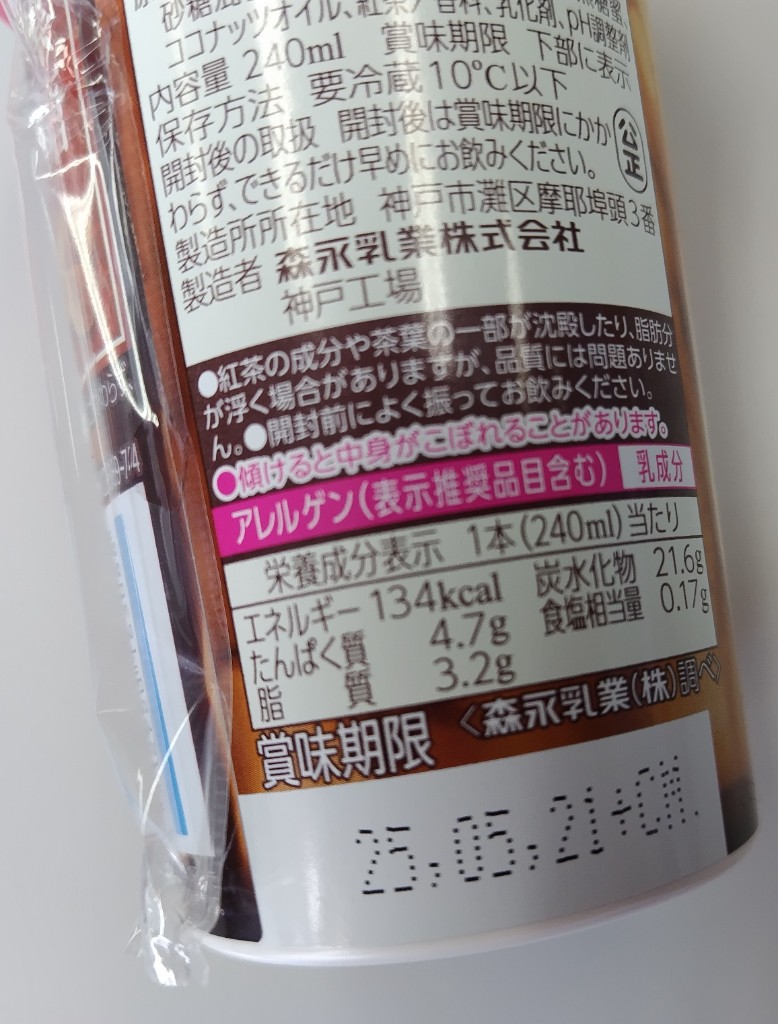 砂糖混
ココナッツオイル、紅茶)香料、乳化剤、pH調整剤
内容量 240ml 賞味期限 下部に表示
保存方法 要冷蔵10℃以下
開封後の取扱 開封後は賞味期限にかか
わらず、できるだけ早めにお飲みください。
公正
製造所所在地 神戸市灘区摩耶埠頭3番
製造者 森永乳業株式会社
神戸工場
●紅茶の成分や茶葉の一部が沈殿したり、脂肪分
が浮く場合がありますが、品質には問題ありませ
ん。●開封前によく振ってお飲みください。
●傾けると中身がこぼれることがあります。
アレルゲン(表示推奨品目含む) 乳成分
栄養成分表示 1本(240ml)当たり
エネルギー 134kcal 炭水化物 21.6g
たんぱく質 4.7g 食塩相当量 0.17g
脂質 3.2g
賞味期限 〈森永乳業(株)調べ〉
25,05,21+CM.